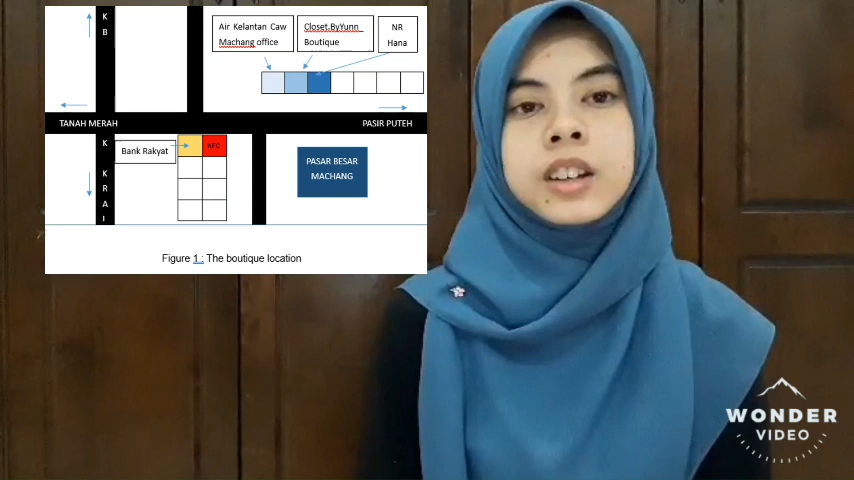 K
B
Air Kelantan Caw
Machang office
Closet.ByYunn_
Boutique
NR
Hana
TANAH MERAH
PASIR PUTEH
K
K
R
A
I
Bank Rakyat
KFC
PASAR BESAR
MACHANG
Figure 1 : The boutique location
WONDER
VIDEO